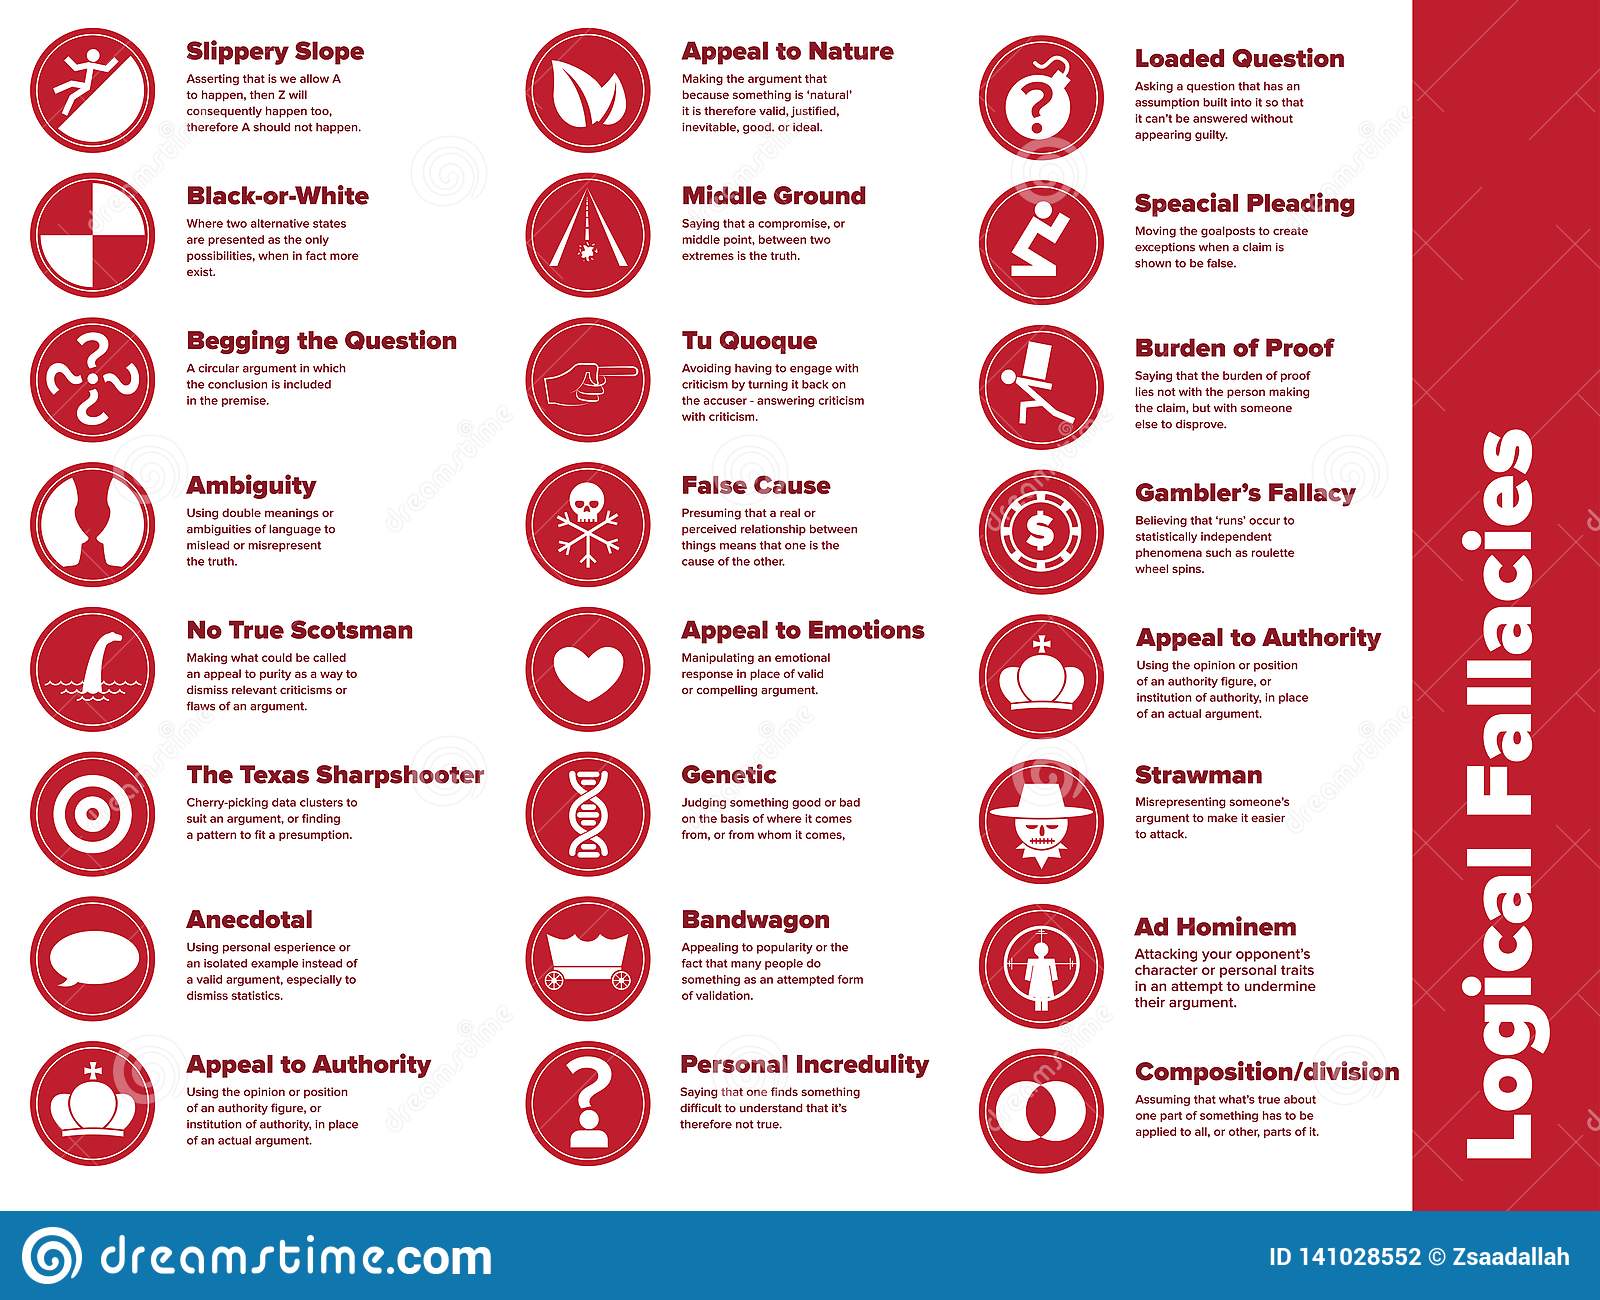 Slippery Slope
Asserting that is we allow A
to happen, then Z will
consequently happen too,
therefore A should not happen.
Black-or-White
Where two alternative states
are presented as the only
possibilities, when in fact more
exist.
Begging the Question
A circular argument in which
the conclusion is included
in the premise.
Ambiguity
Using double meanings or
ambiguities of language to
mislead or misrepresent
the truth.
No True Scotsman
Making what could be called
an appeal to purity as a way to
dismiss relevant criticisms or
flaws of an argument.
The Texas Sharpshooter
Cherry-picking data clusters to
suit an argument, or finding
a pattern to fit a presumption.
Anecdotal
Using personal esperience or
an isolated example instead of
a valid argument, especially to
dismiss statistics.
Appeal to Authority
Using the opinion or position
of an authority figure, or
institution of authority, in place
of an actual argument.
Appeal to Nature
Making the argument that
because something is ‘natural’
it is therefore valid, justified,
inevitable, good. or ideal.
Middle Ground
Saying that a compromise, or
middle point, between two
extremes is the truth.
Tu Quoque
Avoiding having to engage with
criticism by turning it back on
the accuser - answering criticism
with criticism.
False Cause
Presuming that a real or
perceived relationship between
things means that one is the
cause of the other.
Appeal to Emotions
Manipulating an emotional
response in place of valid
or compelling argument.
Genetic
Judging something good or bad
on the basis of where it comes
from, or from whom it comes,
Bandwagon
Appealing to popularity or the
fact that many people do
something as an attempted form
of validation.
Personal Incredulity
Saying that one finds something
difficult to understand that it’s
therefore not true.
Loaded Question
Asking a question that has an
assumption built into it so that
it can’t be answered without
appearing guilty.
Speacial Pleading
Moving the goalposts to create
exceptions when a claim is
shown to be false.
Burden of Proof
Saying that the burden of proof
lies not with the person making
the claim, but with someone
else to disprove.
Gambler’s Fallacy
Believing that ‘runs’ occur to
statistically independent
phenomena such as roulette
wheel spins.
$
Appeal to Authority
Using the opinion or position
of an authority figure, or
institution of authority, in place
of an actual argument.
Strawman
Misrepresenting someone’s
argument to make it easier
to attack.
Ad Hominem
Attacking your opponent’s
character or personal traits
in an attempt to undermine
their argument.
Composition/division
Assuming that what’s true about
one part of something has to be
applied to all, or other, parts of it.
Logical Fallacies
dreamstime.com
ID 141028552 © Zsaadallah